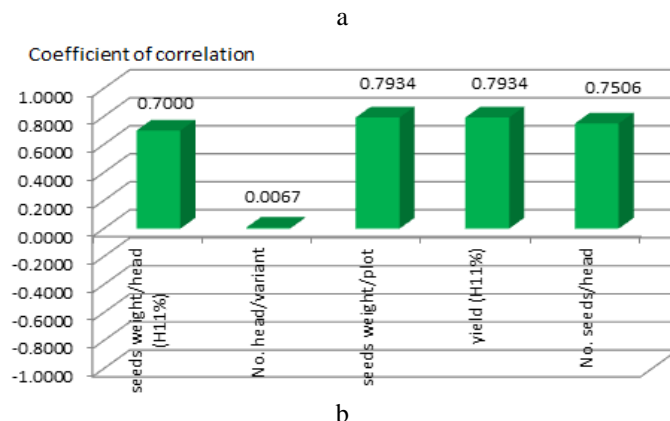 a
Coefficient of correlation
1.0000
0.8000
0.6000
0.4000
0.2000
0.0000
-0.2000
-0.4000
-0.6000
-0.8000
-1.0000
0.7000
0.0067
0.7934
0.7934
0.7506
seeds weight/head
(H11%)
No. head/variant
seeds weight/plot
yield (H11%)
No. seeds/head
b